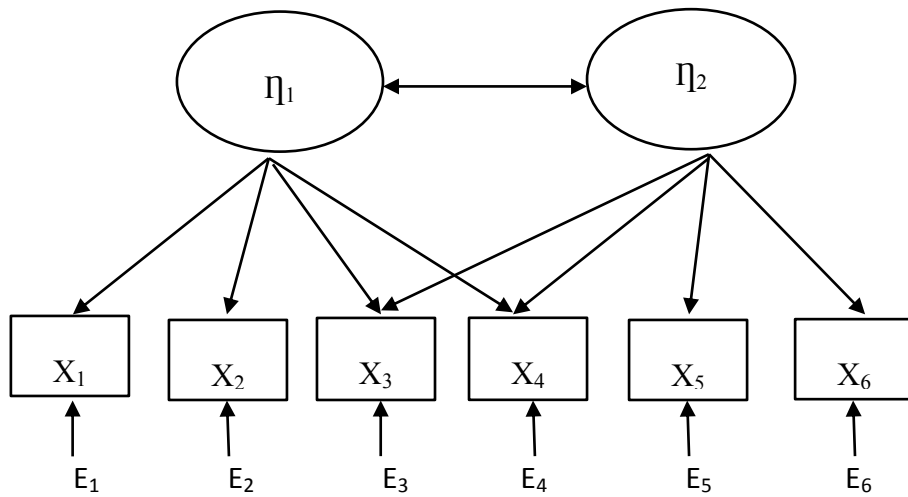 η₁ η₂
X₁ X₂ X₃ X₄ X₅ X₆
E₁ E₂ E₃ E₄ E₅ E₆